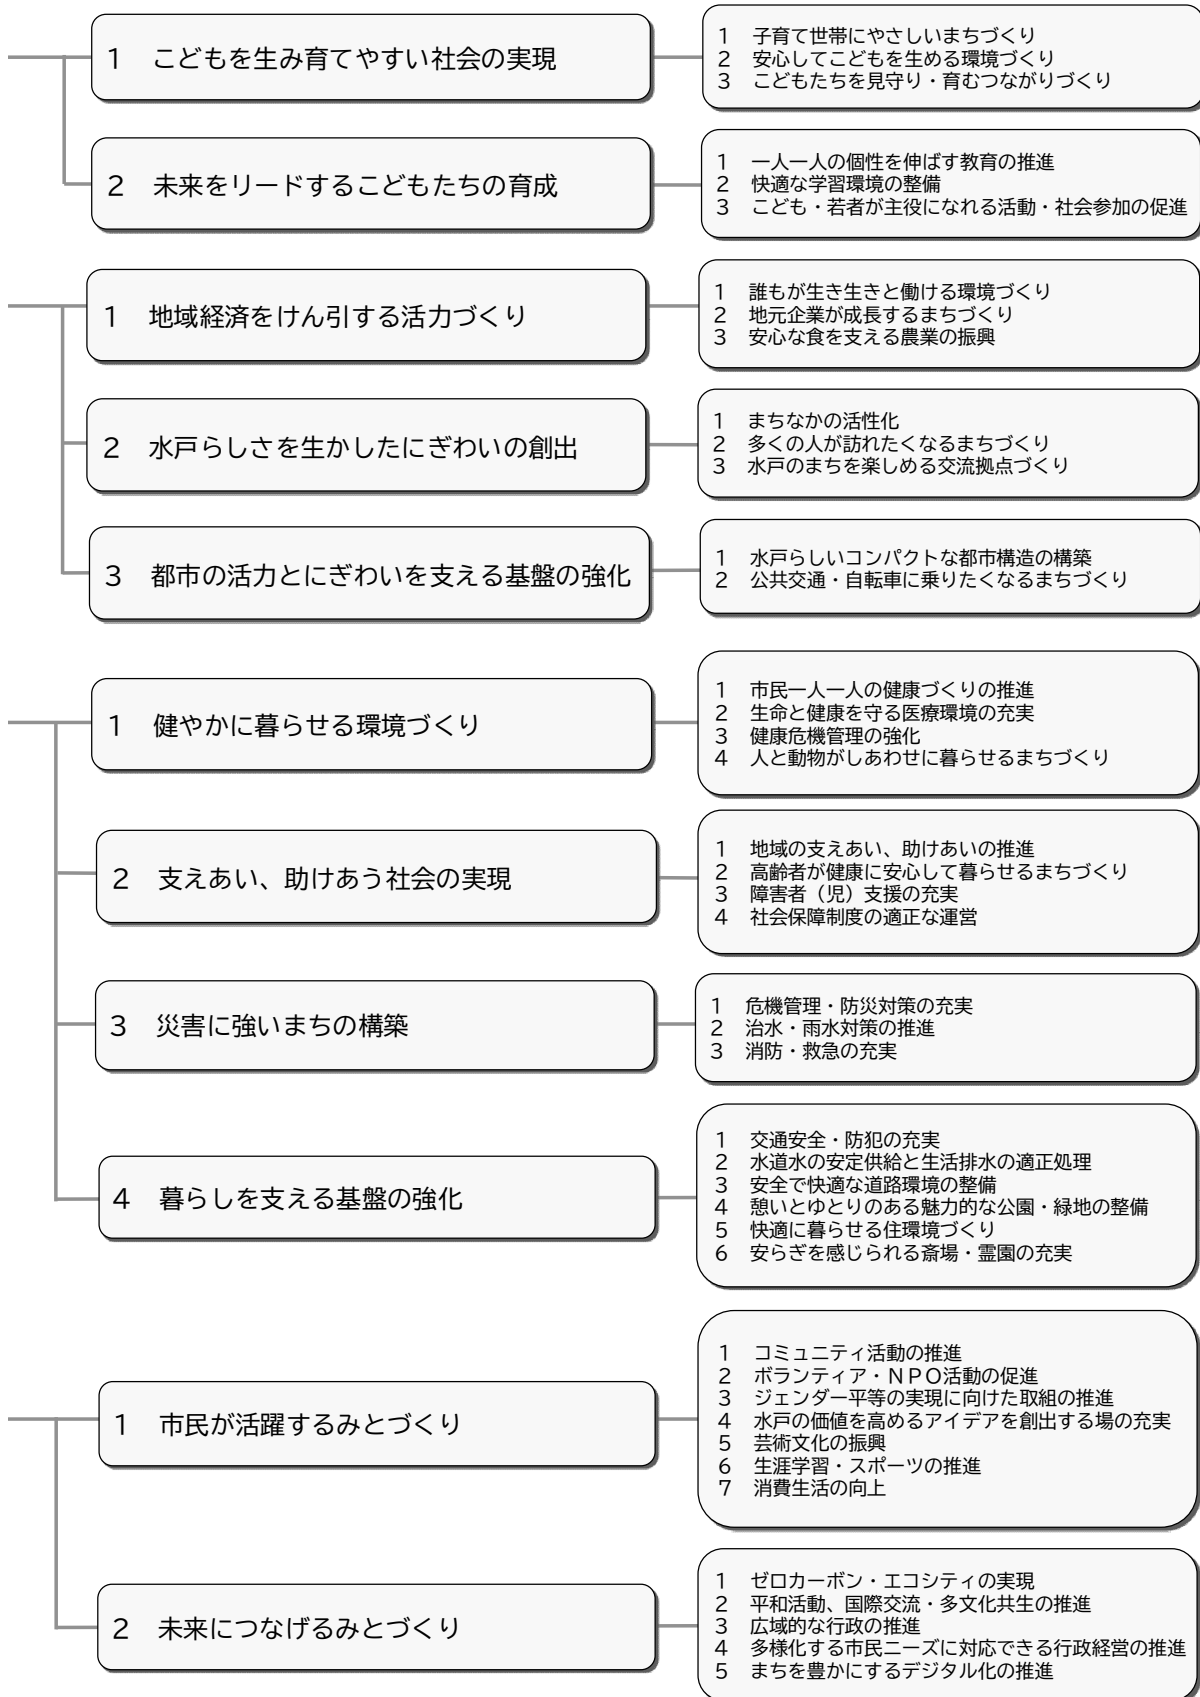 1 こどもを生み育てやすい社会の実現
1 子育て世帯にやさしいまちづくり
2 安心してこどもを生める環境づくり
3 こどもたちを見守り・育むつながりづくり
2 未来をリードするこどもたちの育成
1 一人一人の個性を伸ばす教育の推進
2 快適な学習環境の整備
3 こども・若者が主役になれる活動・社会参加の促進
1 地域経済をけん引する活力づくり
1 誰もが生き生きと働ける環境づくり
2 地元企業が成長するまちづくり
3 安心な食を支える農業の振興
2 水戸らしさを生かしたにぎわいの創出
1 まちなかの活性化
2 多くの人が訪れたくなるまちづくり
3 水戸のまちを楽しめる交流拠点づくり
3 都市の活力とにぎわいを支える基盤の強化
1 水戸らしいコンパクトな都市構造の構築
2 公共交通・自転車に乗りたくなるまちづくり
1 健やかに暮らせる環境づくり
1 市民一人一人の健康づくりの推進
2 生命と健康を守る医療環境の充実
3 健康危機管理の強化
4 人と動物がしあわせに暮らせるまちづくり
2 支えあい、助けあう社会の実現
1 地域の支えあい、助けあいの推進
2 高齢者が健康に安心して暮らせるまちづくり
3 障害者（児）支援の充実
4 社会保障制度の適正な運営
3 災害に強いまちの構築
1 危機管理・防災対策の充実
2 治水・雨水対策の推進
3 消防・救急の充実
4 暮らしを支える基盤の強化
1 交通安全・防犯の充実
2 水道水の安定供給と生活排水の適正処理
3 安全で快適な道路環境の整備
4 憩いとゆとりのある魅力的な公園・緑地の整備
5 快適に暮らせる住環境づくり
6 安らぎを感じられる斎場・霊園の充実
1 市民が活躍するみとづくり
1 コミュニティ活動の推進
2 ボランティア・ＮＰＯ活動の促進
3 ジェンダー平等の実現に向けた取組の推進
4 水戸の価値を高めるアイデアを創出する場の充実
5 芸術文化の振興
6 生涯学習・スポーツの推進
7 消費生活の向上
2 未来につなげるみとづくり
1 ゼロカーボン・エコシティの実現
2 平和活動、国際交流・多文化共生の推進
3 広域的な行政の推進
4 多様化する市民ニーズに対応できる行政経営の推進
5 まちを豊かにするデジタル化の推進